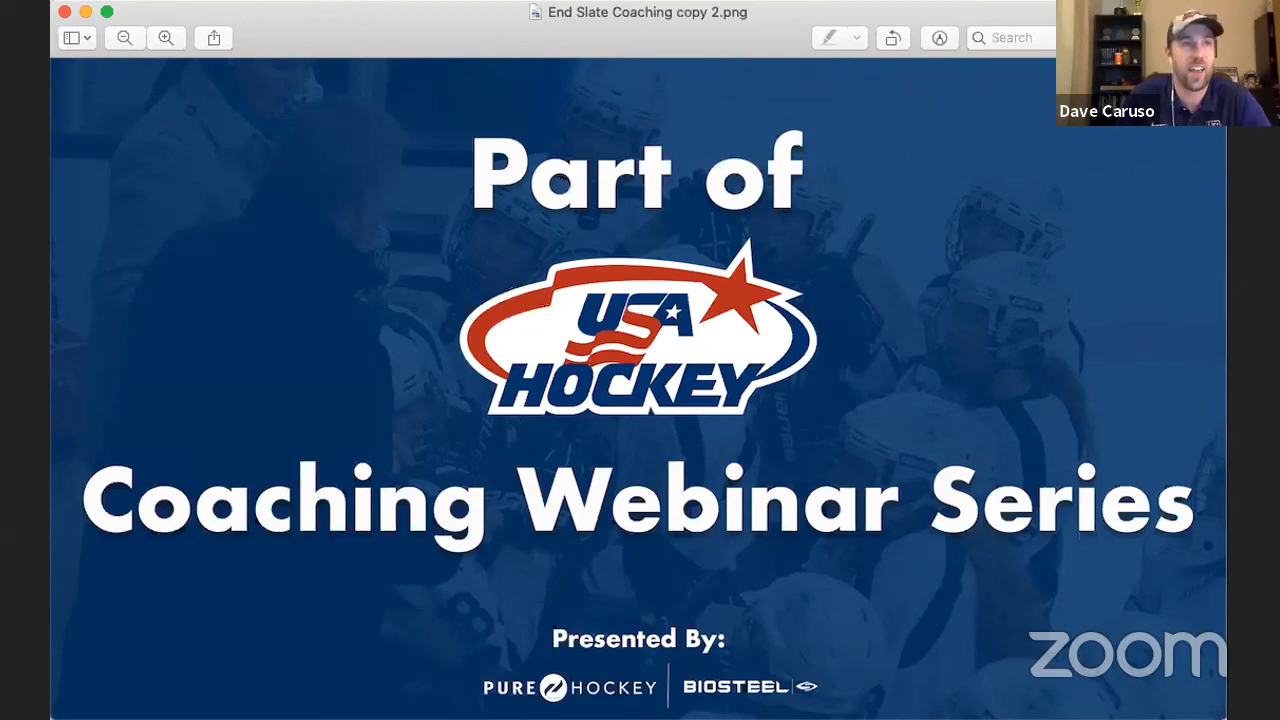 End Slate Coaching copy 2.png
Search
Dave Caruso
Part of
USA
HOCKEY
Coaching Webinar Series
Presented By:
PURE HOCKEY BIOSTEEL
zoom